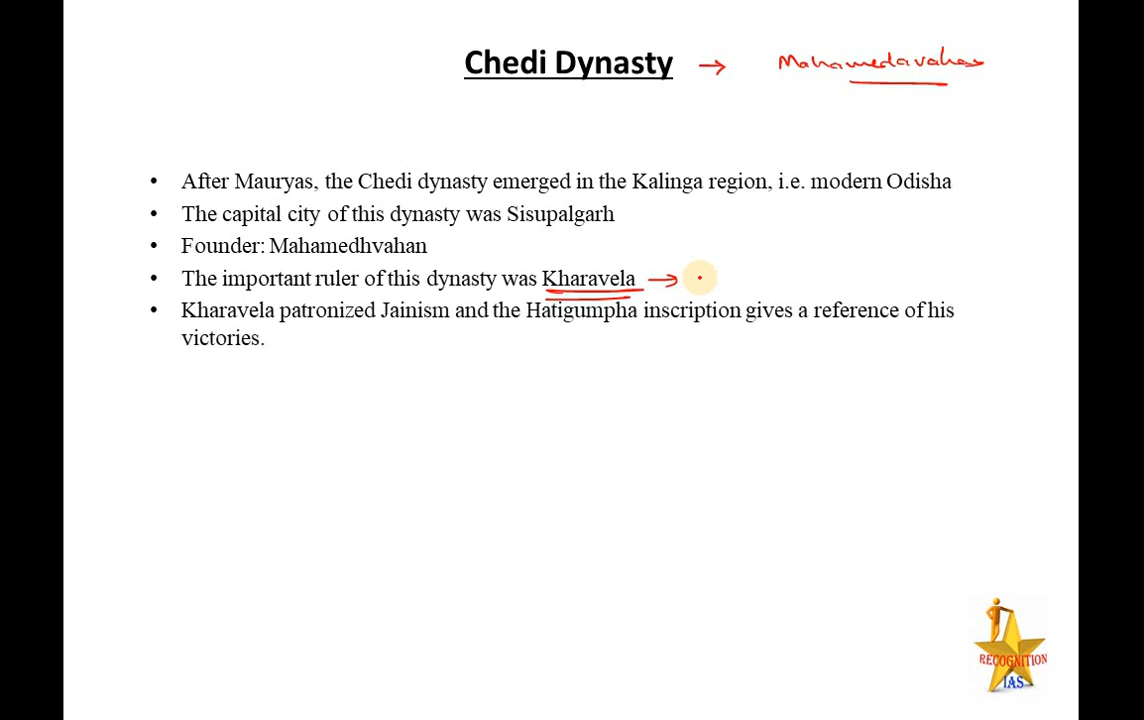 Chedi Dynasty → Mahamedavahas
• After Mauryas, the Chedi dynasty emerged in the Kalinga region, i.e. modern Odisha
• The capital city of this dynasty was Sisupalgarh
• Founder: Mahamedhvahan
• The important ruler of this dynasty was Kharavela →
• Kharavela patronized Jainism and the Hatigumpha inscription gives a reference of his
victories.
RECOGNITION
IAS